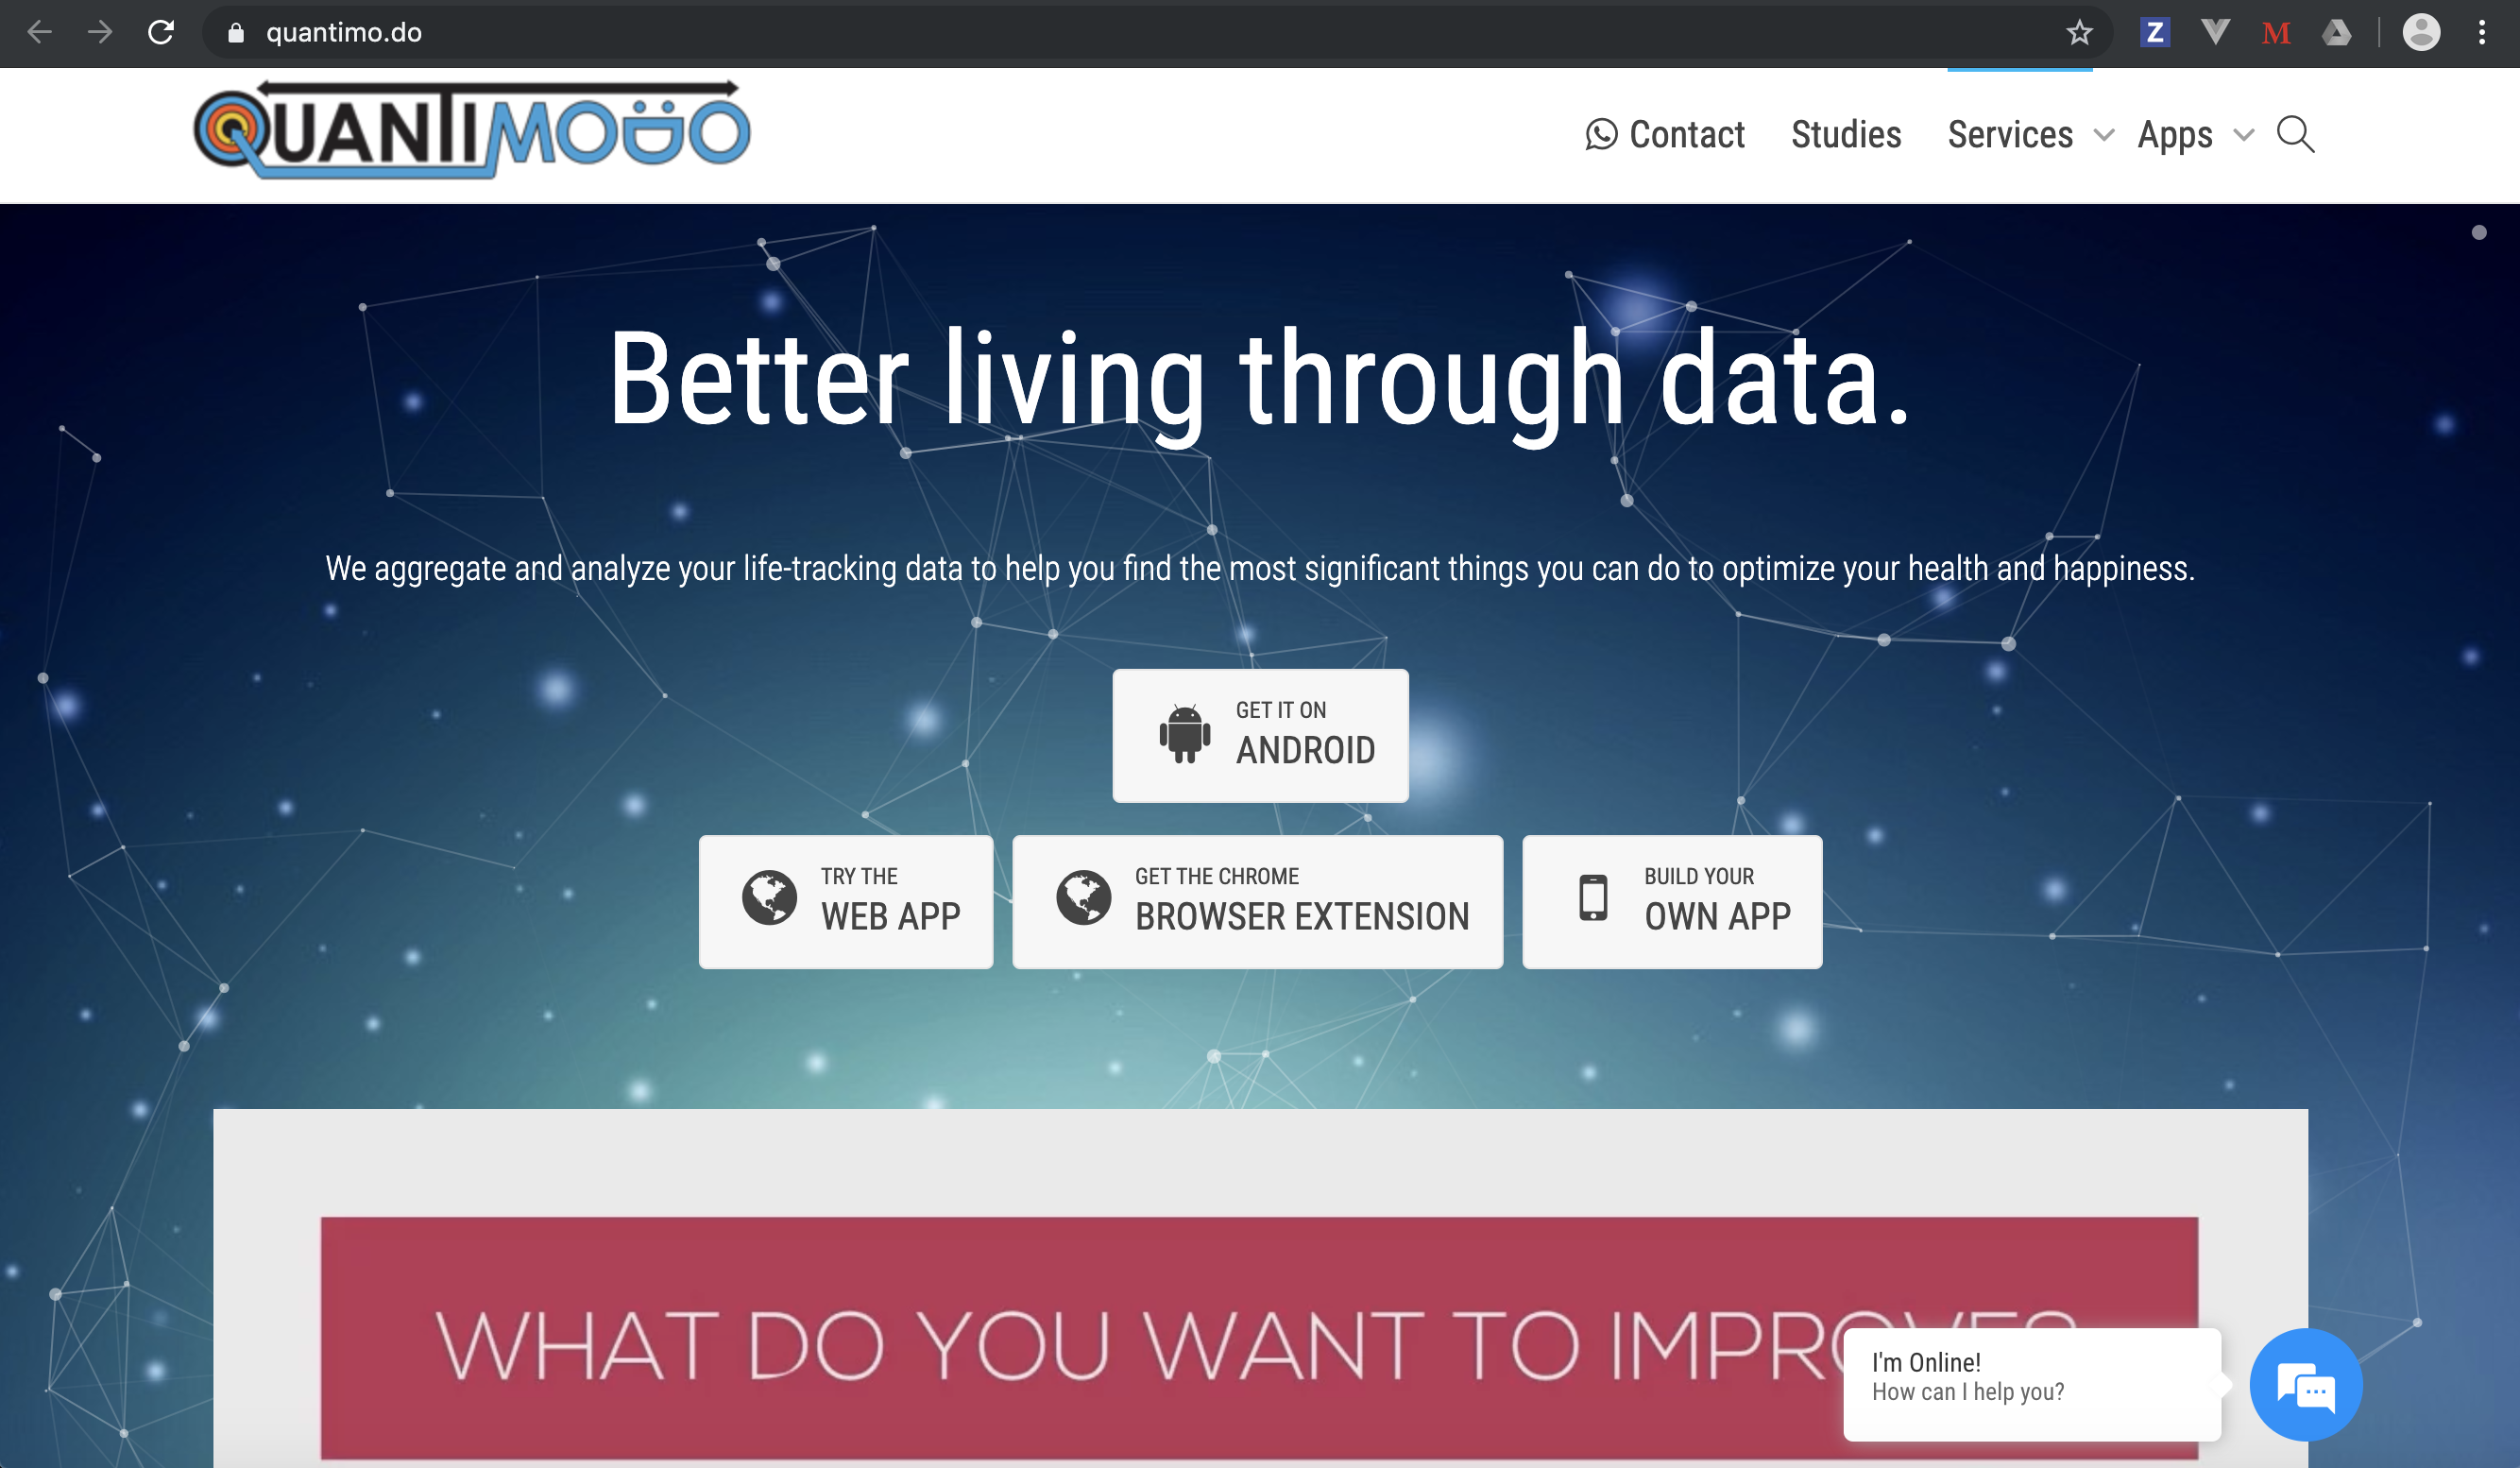 quantimo.do
Z
M
QUANTIMODO
Contact Studies Services Apps
Better living through data.
We aggregate and analyze your life-tracking data to help you find the most significant things you can do to optimize your health and happiness.
GET IT ON
ANDROID
TRY THE
WEB APP
GET THE CHROME
BROWSER EXTENSION
BUILD YOUR
OWN APP
WHAT DO YOU WANT TO IMPROVE?
I'm Online!
How can I help you?